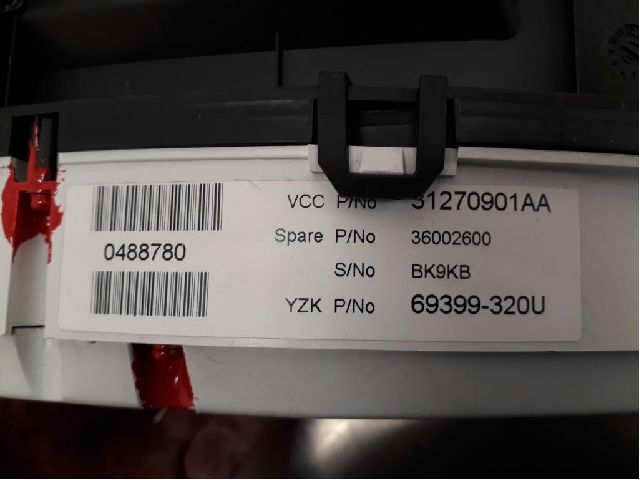 VCC P/No 31270901AA
Spare P/No 36002600
0488780
S/No BK9KB
YZK P/No 69399-320U